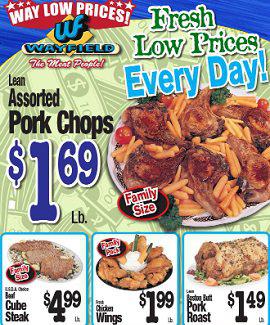 WAY LOW PRICES!
WF
WAYFIELD
The Meat People!
Fresh
Low Prices
Every Day!
Lean
Assorted
Pork Chops
$1 69
Lb.
Family
Size
U.S.D.A. Choice
Beef
Cube
Steak
Family
Size
$4 99
Lb.
Family
Pack
Fresh
Chicken
Wings
$1 99
Lb.
Lean
Boston Butt
Pork
Roast
$1 49
Lb.